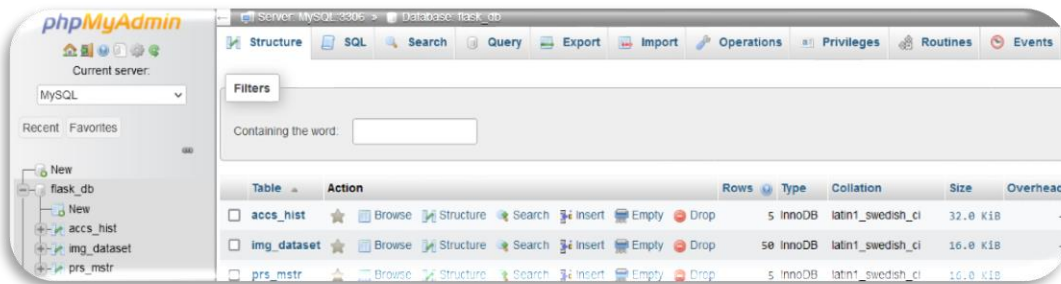 phpMyAdmin
Current server:
MySQL
Recent Favorites
New
flask_db
New
accs_hist
img_dataset
prs_mstr
Server: MySQL:3306 » Database: flask_db
Structure SQL Search Query Export Import Operations Privileges Routines Events
Filters
Containing the word:
Table Action Rows Type Collation Size Overhead
accs_hist Browse Structure Search Insert Empty Drop 5 InnoDB latin1_swedish_ci 32.0 KiB
img_dataset Browse Structure Search Insert Empty Drop 50 InnoDB latin1_swedish_ci 16.0 KiB
prs_mstr Browse Structure Search Insert Empty Drop 5 InnoDB latin1_swedish_ci 16.0 KiB